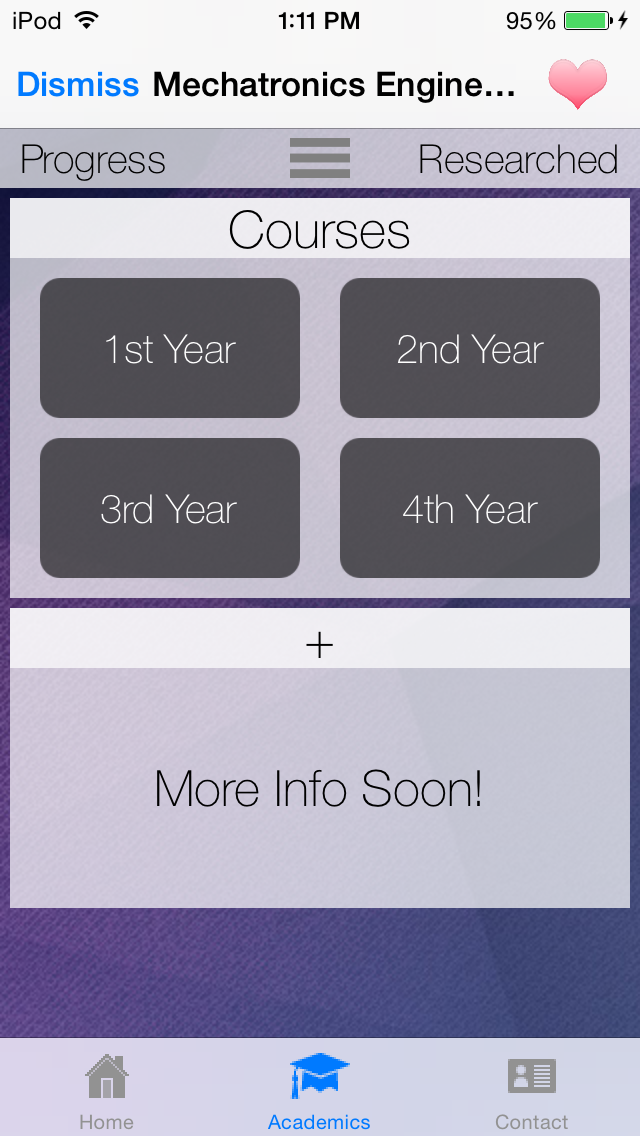 iPod 1:11 PM 95%
Dismiss Mechatronics Engine...
Progress Researched
Courses
1st Year 2nd Year
3rd Year 4th Year
+
More Info Soon!
Home Academics Contact